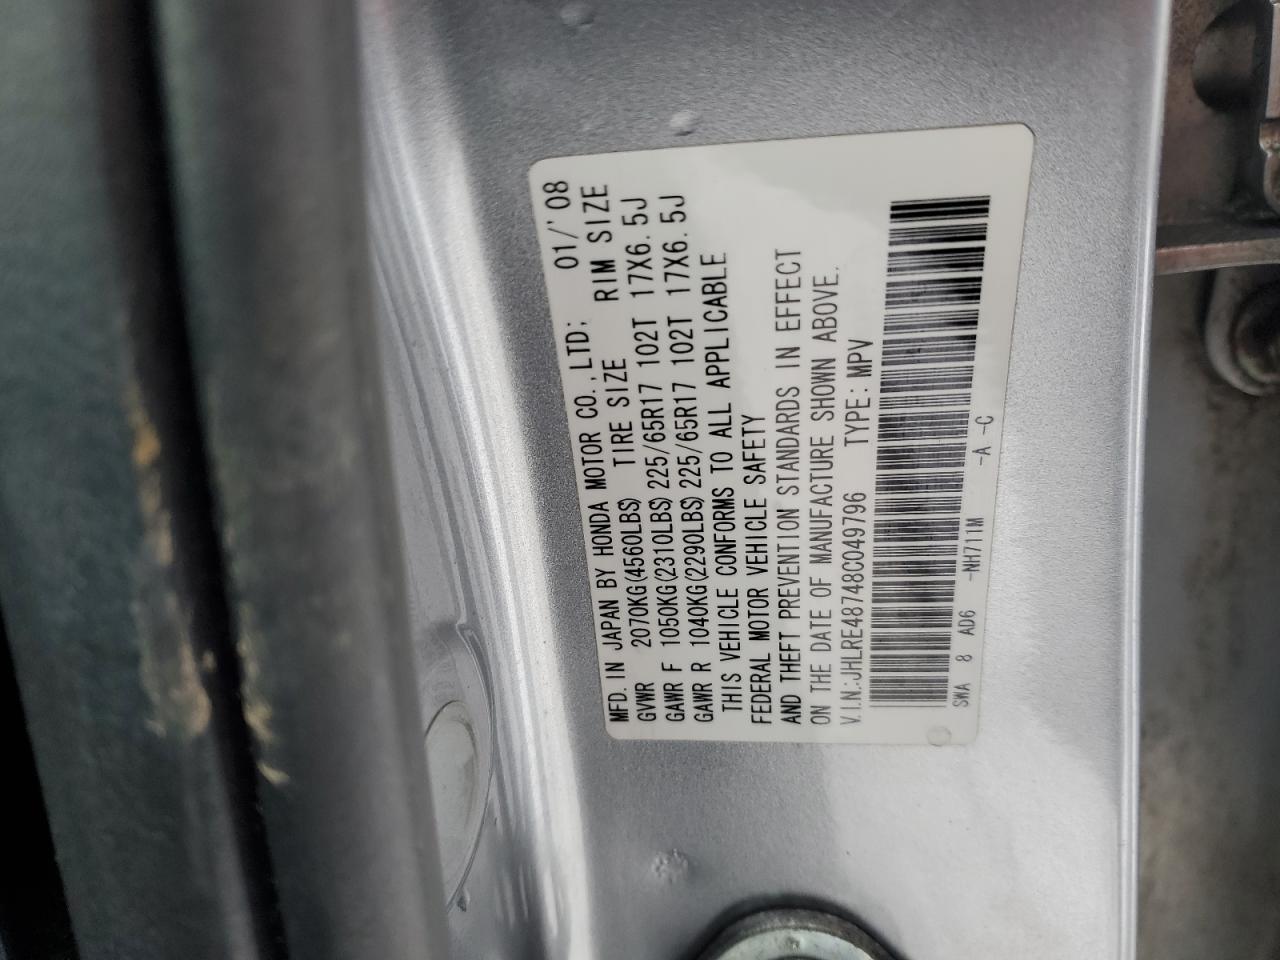 MFD. IN JAPAN BY HONDA MOTOR CO.,LTD; 01/'08
GVWR 2070KG(4560LBS) TIRE SIZE RIM SIZE
GAWR F 1050KG(2310LBS) 225/65R17 102T 17X6.5J
GAWR R 1040KG(2290LBS) 225/65R17 102T 17X6.5J
THIS VEHICLE CONFORMS TO ALL APPLICABLE
FEDERAL MOTOR VEHICLE SAFETY
AND THEFT PREVENTION STANDARDS IN EFFECT
ON THE DATE OF MANUFACTURE SHOWN ABOVE.
V.I.N.:JHLRE48748C049796 TYPE: MPV
SWA 8 AD6 -NH711M -A -C